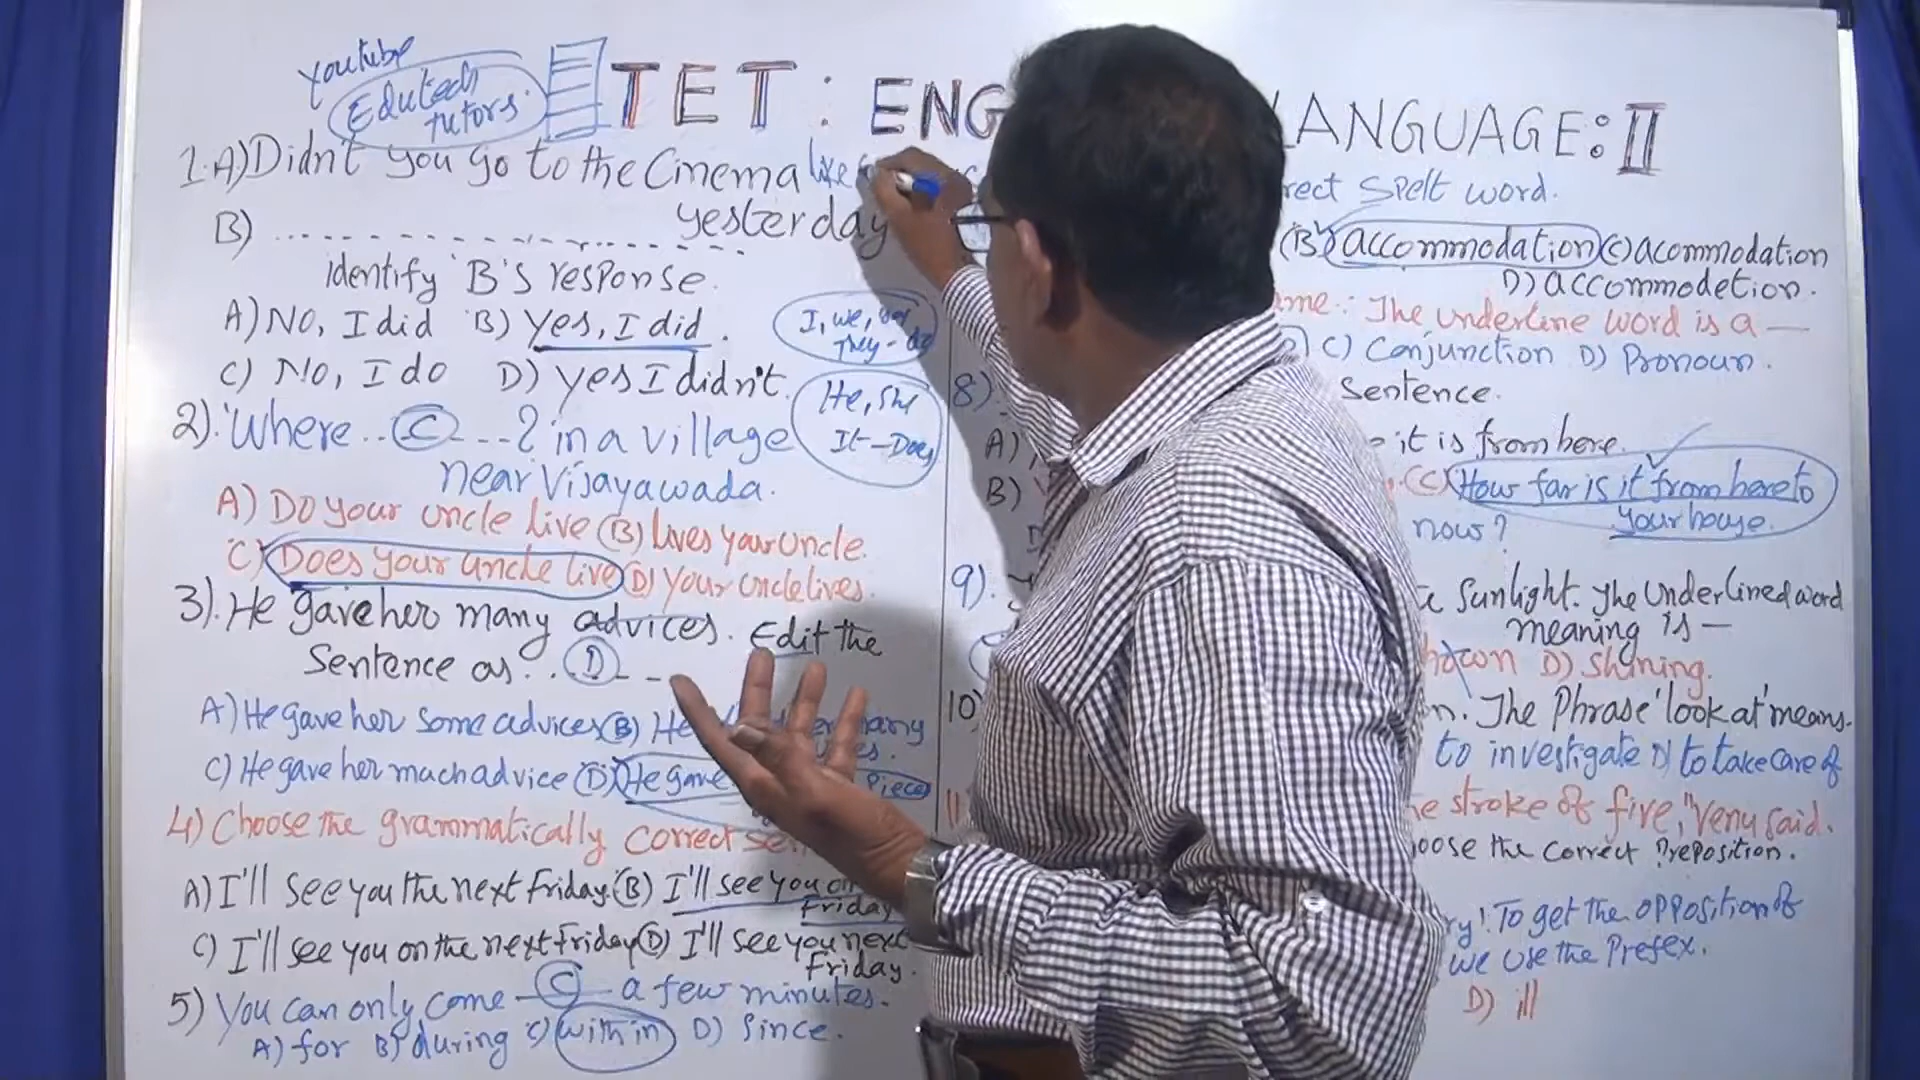 youtube
Edutech
tutors.
TET: ENG
LANGUAGE: II
1.A) Didn't you go to the Cinema
yesterday
B) ....................
identify 'B's response.
A) NO, I did B) Yes, I did.
C) No, I do D) yes I didn't.
I, we,
They -
He, She
It - Does
2). 'Where .. C ...? in a village
near Vijayawada.
A) Do your uncle live (B) lives your uncle.
C) Does your uncle live (D) your uncle lives.
3). He gave her many advices. Edit the
Sentence as.. D - -
A) He gave her some advices (B) He
C) He gave her much advice (D) He gave
Piece
4) Choose the grammatically correct
A) I'll see you the next Friday. (B) I'll see you on
Friday
C) I'll see you on the next Friday (D) I'll see you next
Friday.
5) You can only come - C - a few minutes.
A) for B) during C) within D) Since.
8).
A)
B)
9).
10)
rect spelt word.
(B) accommodation (C) acommodation
D) accommodetion.
ame.: The underline word is a —
C) Conjunction D) Pronoun.
Sentence.
it is from here.
(C) How far is it from here to
your house.
now?
Sunlight. The Underlined word
meaning is —
D) Shining.
n. The Phrase 'look at' means.
to investigate D) to take care of
e stroke of five," Venu said.
oose the correct Preposition.
ry! To get the opposition of
we use the Prefex.
D) ill